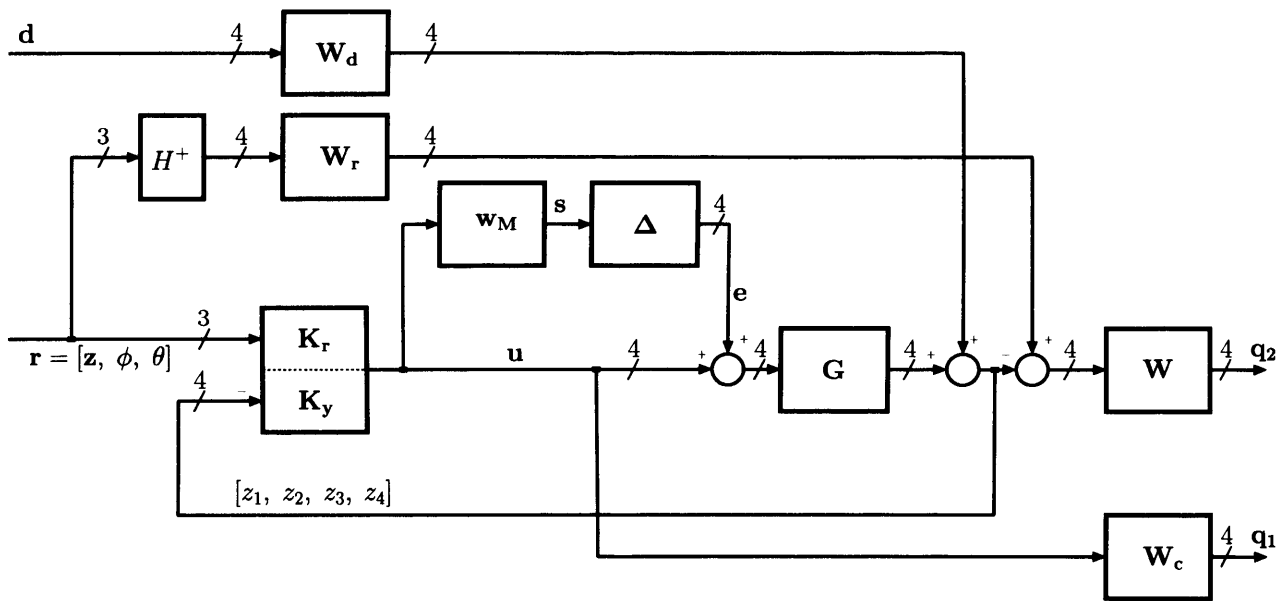 d 4 W_d 4
3 H^+ 4 W_r 4
w_M s Δ 4
e
r = [z, ϕ, θ] 3 K_r
4 - K_y
u 4 + + 4 G 4 + + - + 4 W 4 q_2
[z_1, z_2, z_3, z_4]
W_c 4 q_1